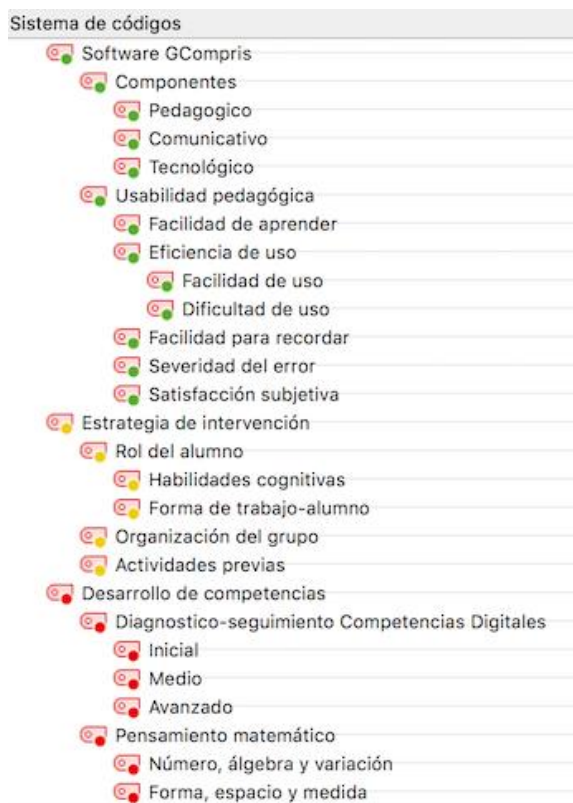 Sistema de códigos
Software GCompris
Componentes
Pedagogico
Comunicativo
Tecnológico
Usabilidad pedagógica
Facilidad de aprender
Eficiencia de uso
Facilidad de uso
Dificultad de uso
Facilidad para recordar
Severidad del error
Satisfacción subjetiva
Estrategia de intervención
Rol del alumno
Habilidades cognitivas
Forma de trabajo-alumno
Organización del grupo
Actividades previas
Desarrollo de competencias
Diagnostico-seguimiento Competencias Digitales
Inicial
Medio
Avanzado
Pensamiento matemático
Número, álgebra y variación
Forma, espacio y medida